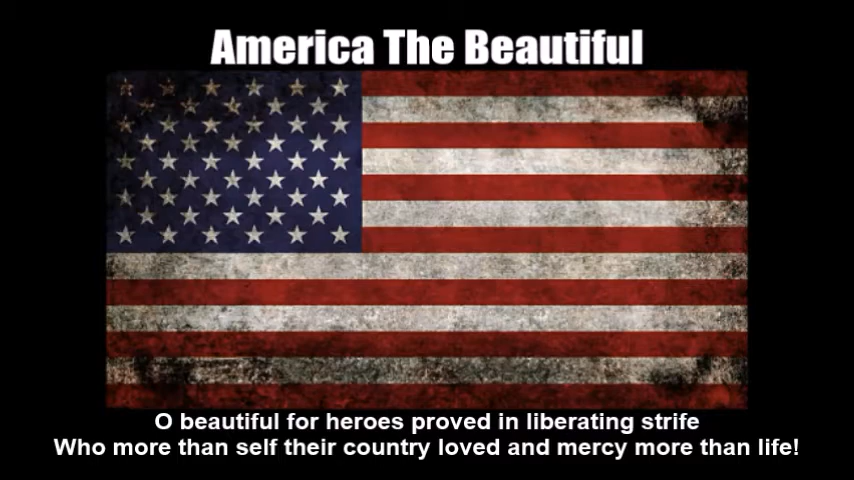 America The Beautiful
O beautiful for heroes proved in liberating strife
Who more than self their country loved and mercy more than life!